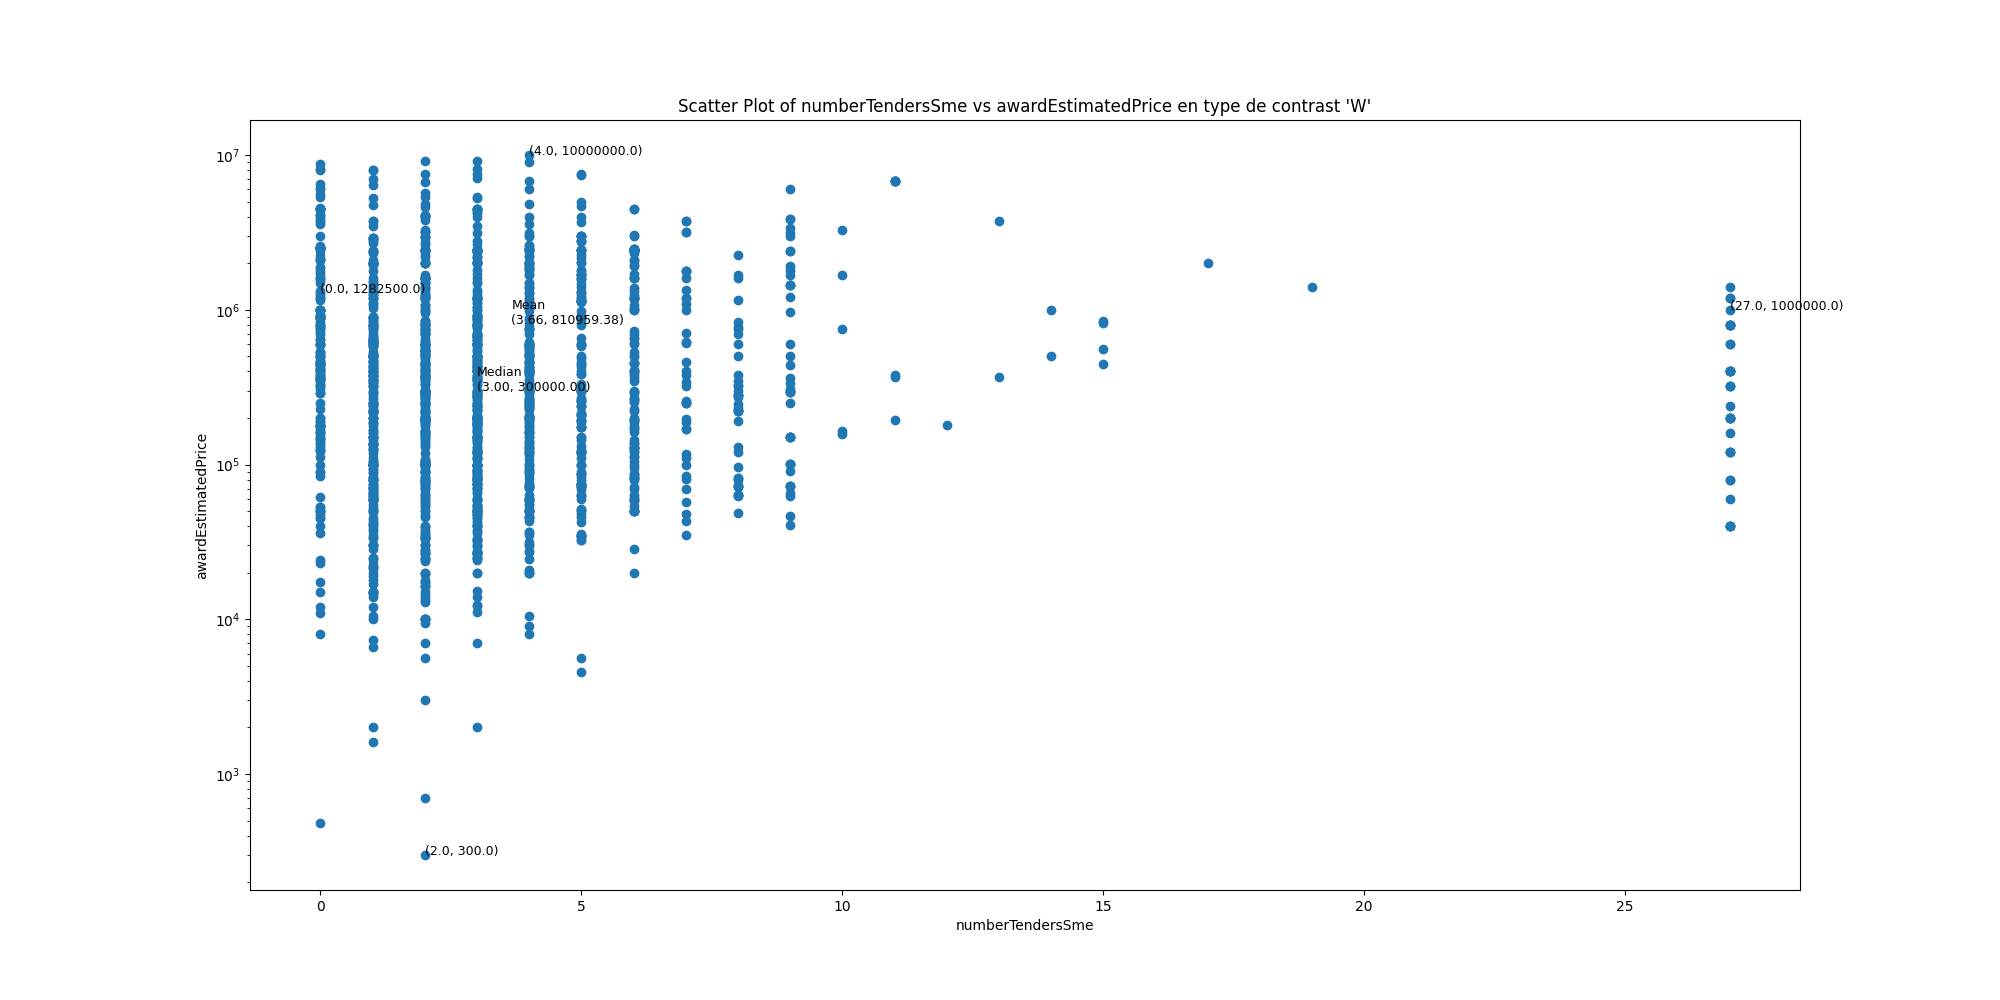 Scatter Plot of numberTendersSme vs awardEstimatedPrice en type de contrast 'W'
awardEstimatedPrice
10⁷
10⁶
10⁵
10⁴
10³
(4.0, 10000000.0)
(0.0, 1282500.0)
Mean
(3.66, 810959.38)
(27.0, 1000000.0)
Median
(3.00, 300000.00)
(2.0, 300.0)
0 5 10 15 20 25
numberTendersSme